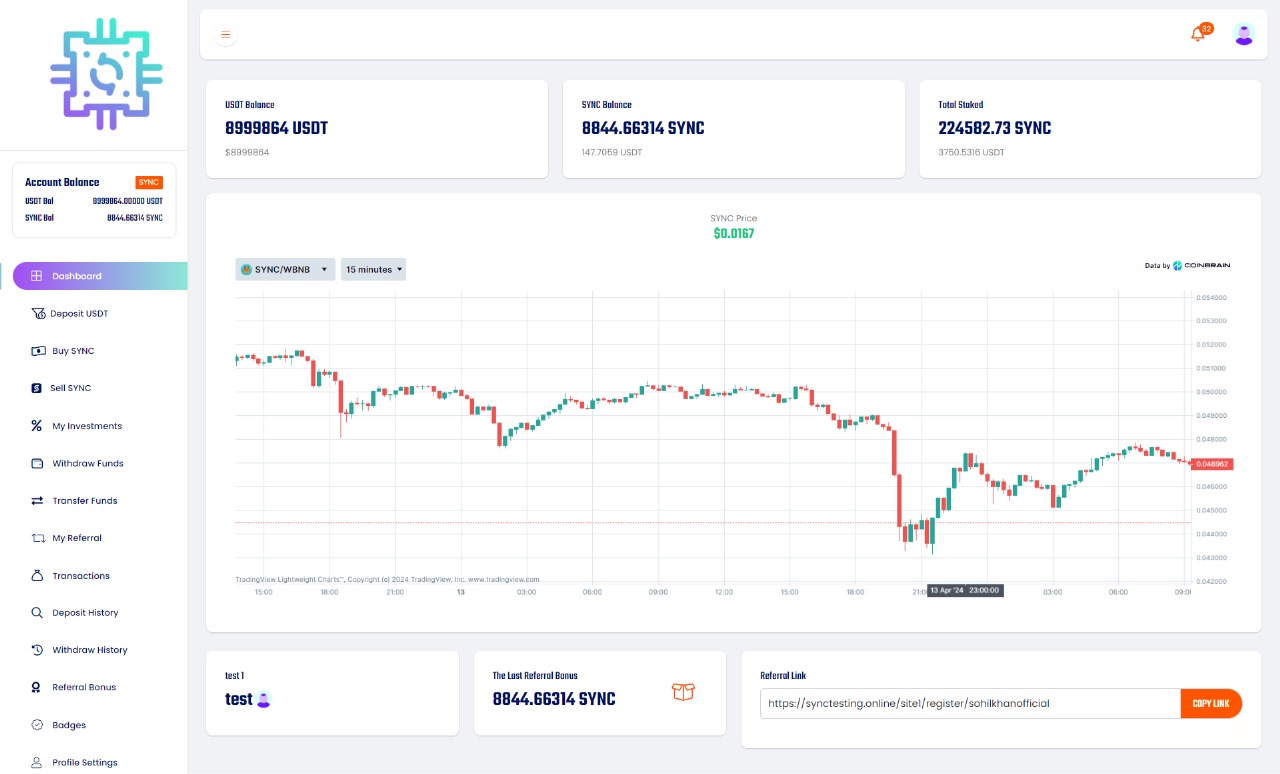 32
Account Balance SYNC
USDT Bal 8999864.00000 USDT
SYNC Bal 8844.66314 SYNC
Dashboard
Deposit USDT
Buy SYNC
Sell SYNC
My Investments
Withdraw Funds
Transfer Funds
My Referral
Transactions
Deposit History
Withdraw History
Referral Bonus
Badges
Profile Settings
USDT Balance
8999864 USDT
$8999864
SYNC Balance
8844.66314 SYNC
147.7059 USDT
Total Staked
224582.73 SYNC
3750.5316 USDT
SYNC Price
$0.0167
SYNC/WBNB
15 minutes
Data by COINBRAIN
0.054000
0.053000
0.052000
0.051000
0.050000
0.049000
0.048000
0.046962
0.046000
0.045000
0.044000
0.043000
0.042000
TradingView Lightweight Charts™, Copyright (c) 2024 TradingView, Inc. www.tradingview.com
15:00 18:00 21:00 13 03:00 06:00 09:00 12:00 15:00 18:00 21:0 13 Apr '24 23:00:00 03:00 06:00 09:0
test 1
test
The Last Referral Bonus
8844.66314 SYNC
Referral Link
https://synctesting.online/site1/register/sohilkhanofficial
COPY LINK